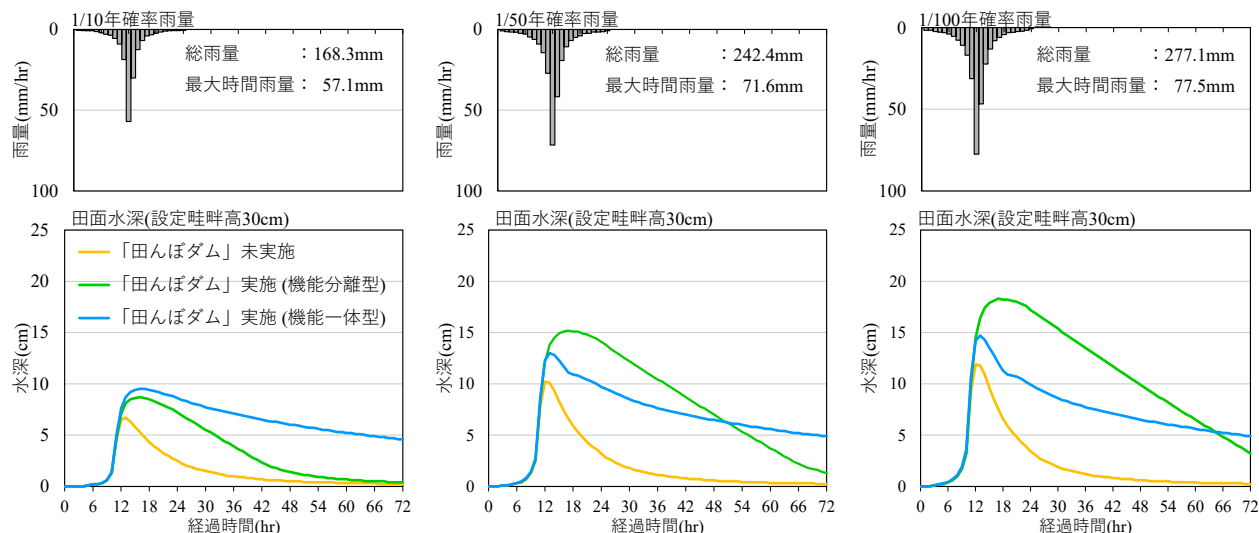 1/10年確率雨量
0
50
100
雨量(mm/hr)
総雨量　　　：168.3mm
最大時間雨量： 57.1mm
1/50年確率雨量
0
50
100
雨量(mm/hr)
総雨量　　　：242.4mm
最大時間雨量： 71.6mm
1/100年確率雨量
0
50
100
雨量(mm/hr)
総雨量　　　：277.1mm
最大時間雨量： 77.5mm
田面水深(設定畦畔高30cm)
25
20
15
10
5
0
水深(cm)
「田んぼダム」未実施
「田んぼダム」実施 (機能分離型)
「田んぼダム」実施 (機能一体型)
0 6 12 18 24 30 36 42 48 54 60 66 72
経過時間(hr)
田面水深(設定畦畔高30cm)
25
20
15
10
5
0
水深(cm)
0 6 12 18 24 30 36 42 48 54 60 66 72
経過時間(hr)
田面水深(設定畦畔高30cm)
25
20
15
10
5
0
水深(cm)
0 6 12 18 24 30 36 42 48 54 60 66 72
経過時間(hr)